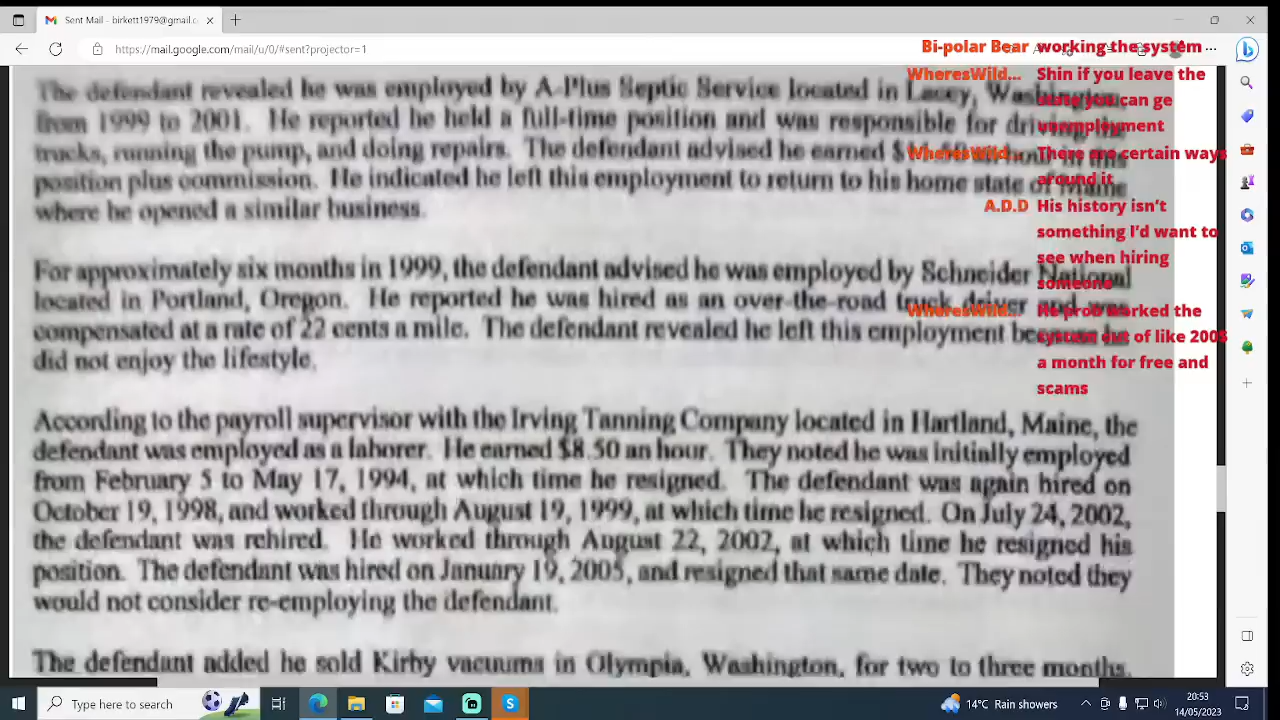 Sent Mail - birkett1979@gmail.c
https://mail.google.com/mail/u/0/#sent?projector=1
The defendant revealed he was employed by A-Plus Septic Service located in Lacey, Washington,
from 1999 to 2001. He reported he held a full-time position and was responsible for driving
trucks, running the pump, and doing repairs. The defendant advised he earned $
position plus commission. He indicated he left this employment to return to his home state of Maine
where he opened a similar business.
For approximately six months in 1999, the defendant advised he was employed by Schneider National
located in Portland, Oregon. He reported he was hired as an over-the-road truck driver and was
compensated at a rate of 22 cents a mile. The defendant revealed he left this employment because he
did not enjoy the lifestyle.
According to the payroll supervisor with the Irving Tanning Company located in Hartland, Maine, the
defendant was employed as a laborer. He earned $8.50 an hour. They noted he was initially employed
from February 5 to May 17, 1994, at which time he resigned. The defendant was again hired on
October 19, 1998, and worked through August 19, 1999, at which time he resigned. On July 24, 2002,
the defendant was rehired. He worked through August 22, 2002, at which time he resigned his
position. The defendant was hired on January 19, 2005, and resigned that same date. They noted they
would not consider re-employing the defendant.
The defendant added he sold Kirby vacuums in Olympia, Washington, for two to three months.
Bi-polar Bear working the system
WheresWild... Shin if you leave the
state you can ge
unemployment
WheresWild... There are certain ways
around it
A.D.D His history isn't
something I'd want to
see when hiring
someone
WheresWild... He prob worked the
system out of like 200$
a month for free and
scams
Type here to search
14°C Rain showers
20:53
14/05/2023